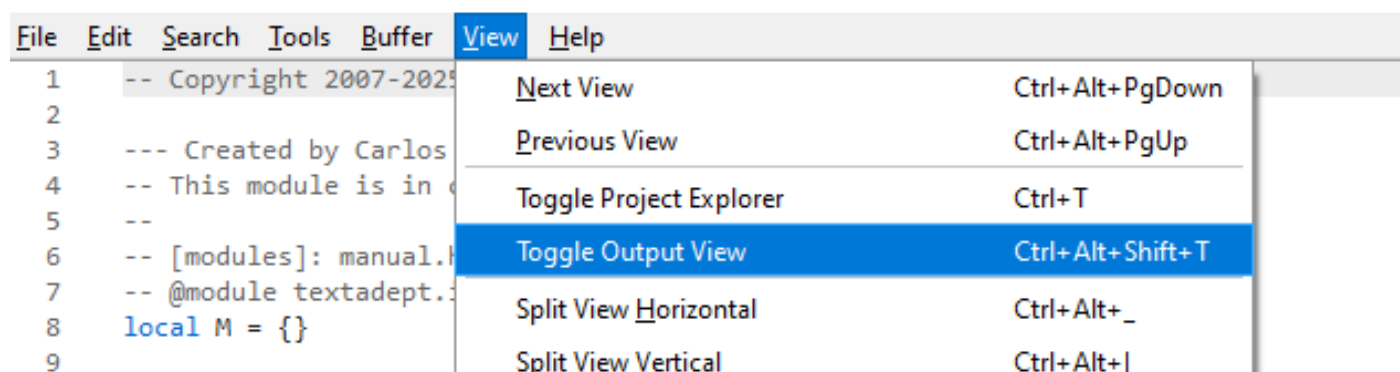 File Edit Search Tools Buffer View Help
1 -- Copyright 2007-2025
2
3 --- Created by Carlos
4 -- This module is in
5 --
6 -- [modules]: manual.
7 -- @module textadept.
8 local M = {}
9
Next View Ctrl+Alt+PgDown
Previous View Ctrl+Alt+PgUp
Toggle Project Explorer Ctrl+T
Toggle Output View Ctrl+Alt+Shift+T
Split View Horizontal Ctrl+Alt+_
Split View Vertical Ctrl+Alt+|